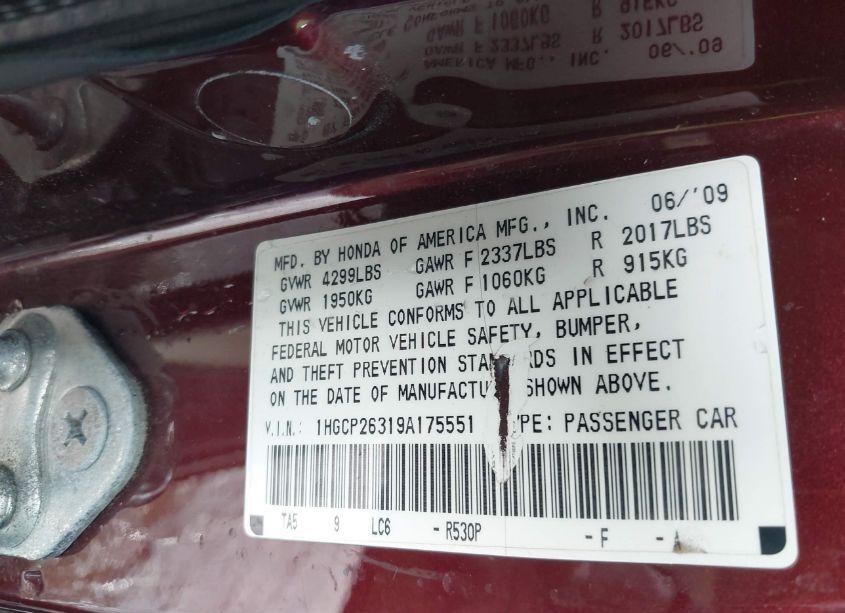 MFD. BY HONDA OF AMERICA MFG., INC. 06/'09
GVWR 4299LBS GAWR F 2337LBS R 2017LBS
GVWR 1950KG GAWR F 1060KG R 915KG
THIS VEHICLE CONFORMS TO ALL APPLICABLE
FEDERAL MOTOR VEHICLE SAFETY, BUMPER,
AND THEFT PREVENTION STAN RDS IN EFFECT
ON THE DATE OF MANUFACTU SHOWN ABOVE.
V.I.N.: 1HGCP26319A175551 PE: PASSENGER CAR
TA5 9 LC6 - R530P - F - A